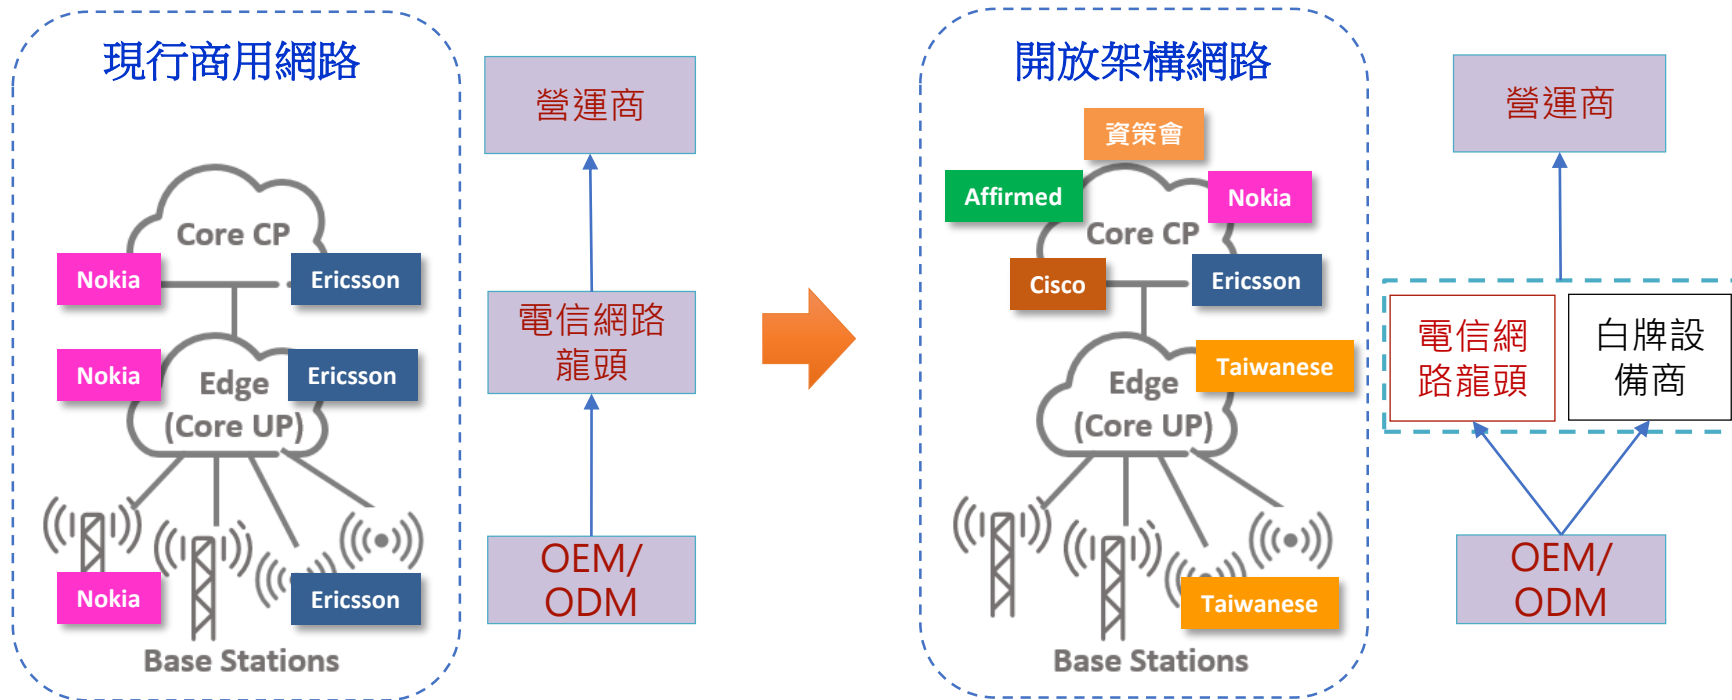 現行商用網路
Core CP
Nokia
Ericsson
Nokia
Ericsson
Edge
(Core UP)
Nokia
Ericsson
Base Stations
營運商
電信網路
龍頭
OEM/
ODM
開放架構網路
資策會
Affirmed
Nokia
Core CP
Cisco
Ericsson
Taiwanese
Edge
(Core UP)
Taiwanese
Base Stations
營運商
電信網
路龍頭
白牌設
備商
OEM/
ODM